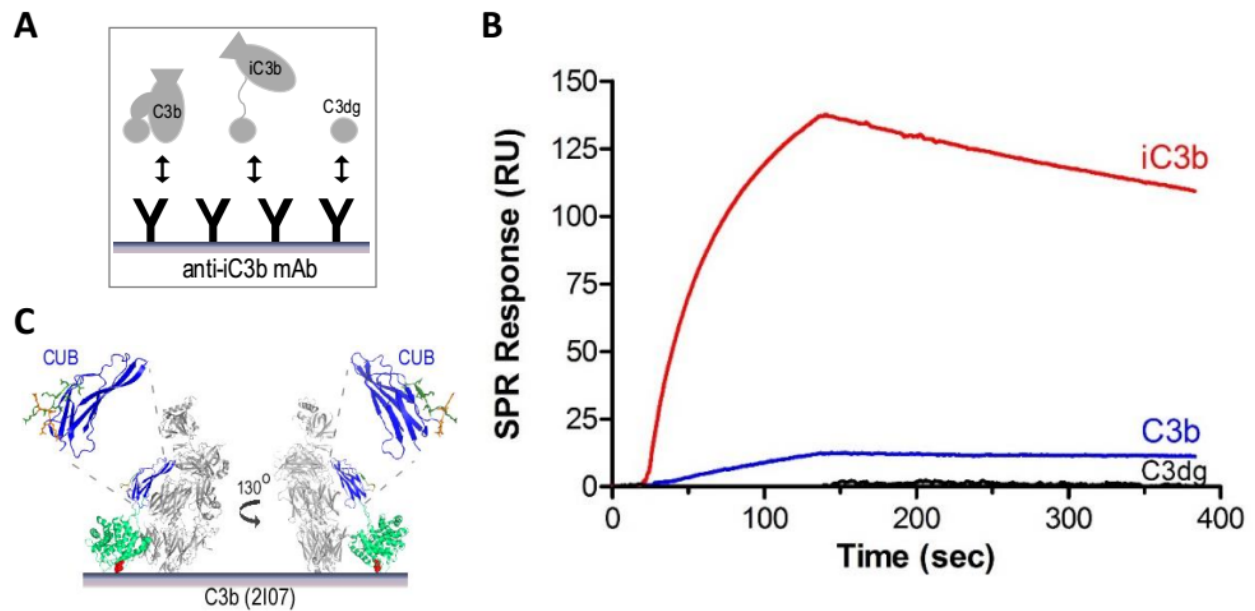 A
C3b
iC3b
C3dg
anti-iC3b mAb
B
SPR Response (RU)
150
125
100
75
50
25
0
0
100
200
300
400
Time (sec)
iC3b
C3b
C3dg
C
CUB
CUB
130°
C3b (2I07)